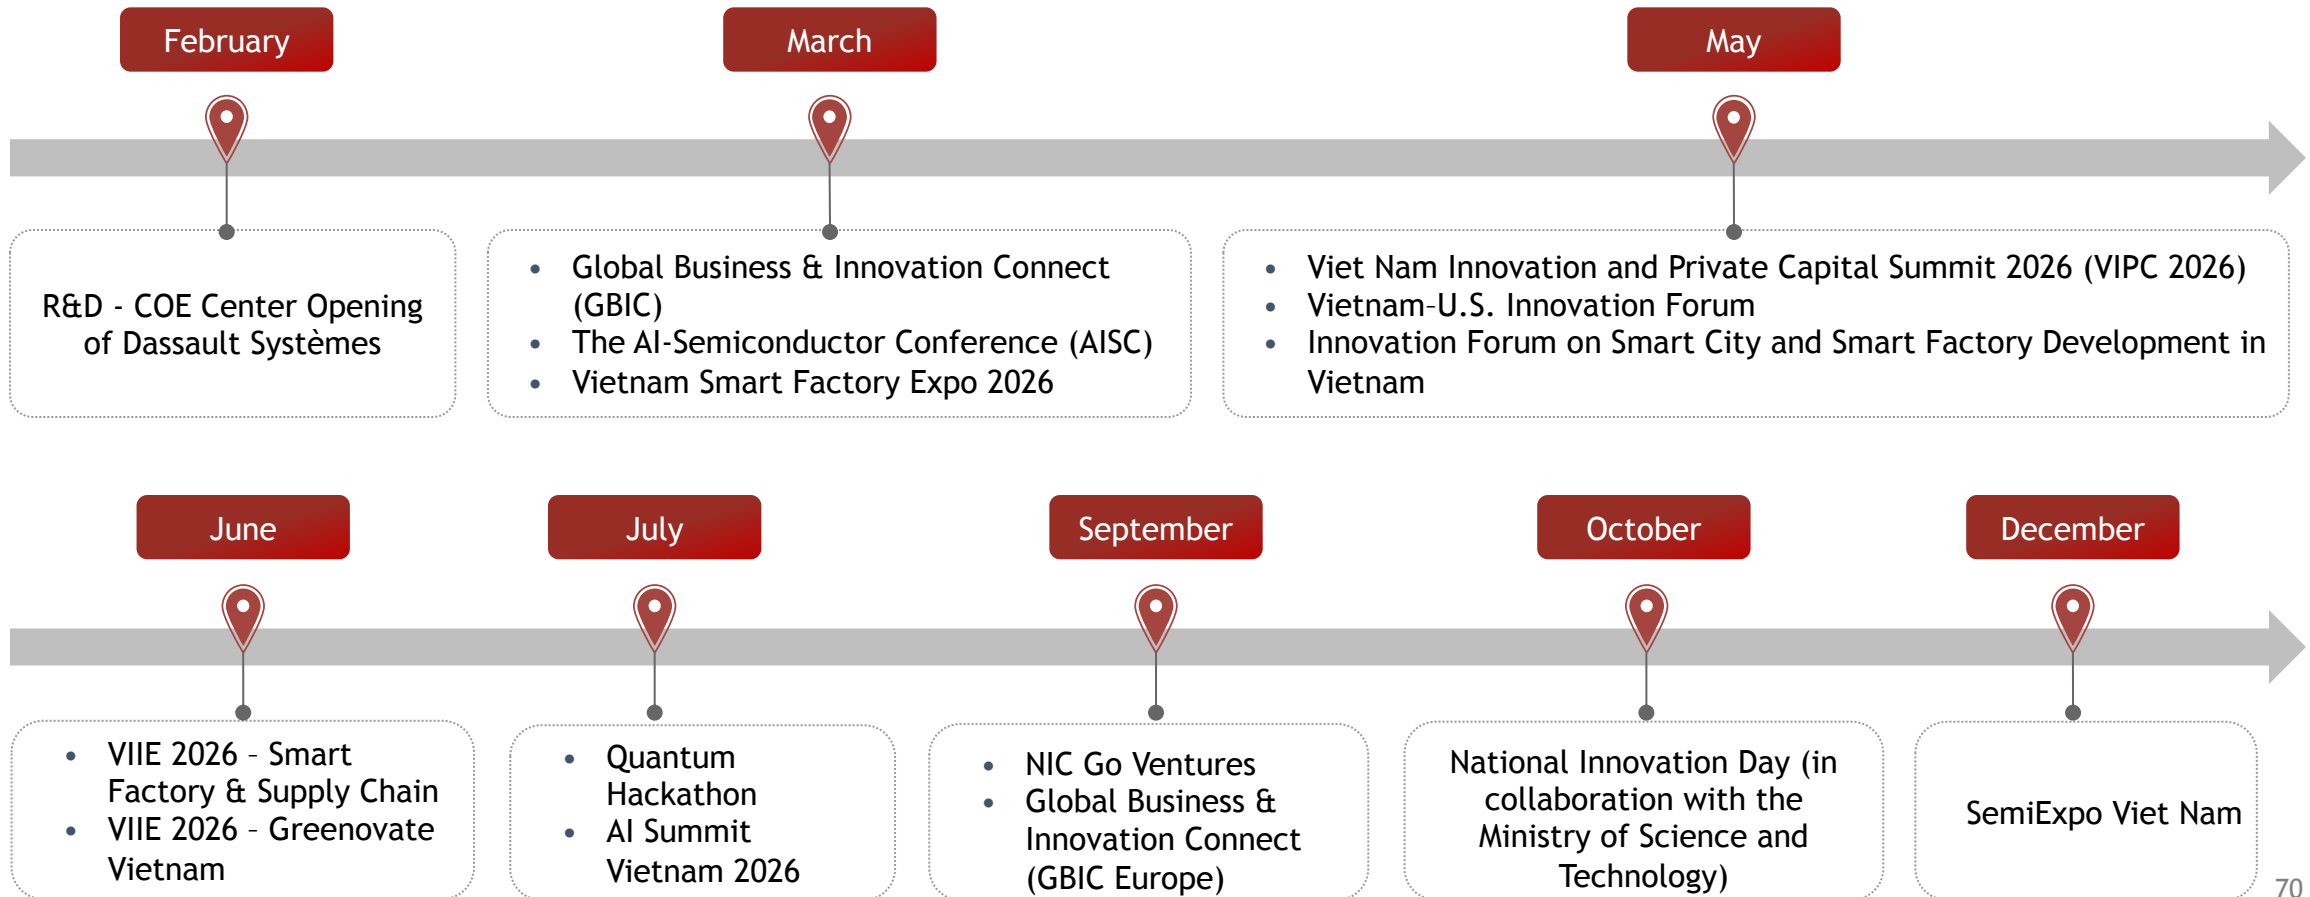 February
March
May
R&D - COE Center Opening
of Dassault Systèmes
• Global Business & Innovation Connect
(GBIC)
• The AI-Semiconductor Conference (AISC)
• Vietnam Smart Factory Expo 2026
• Viet Nam Innovation and Private Capital Summit 2026 (VIPC 2026)
• Vietnam–U.S. Innovation Forum
• Innovation Forum on Smart City and Smart Factory Development in
Vietnam
June
July
September
October
December
• VIIE 2026 – Smart
Factory & Supply Chain
• VIIE 2026 – Greenovate
Vietnam
• Quantum
Hackathon
• AI Summit
Vietnam 2026
• NIC Go Ventures
• Global Business &
Innovation Connect
(GBIC Europe)
National Innovation Day (in
collaboration with the
Ministry of Science and
Technology)
SemiExpo Viet Nam
70